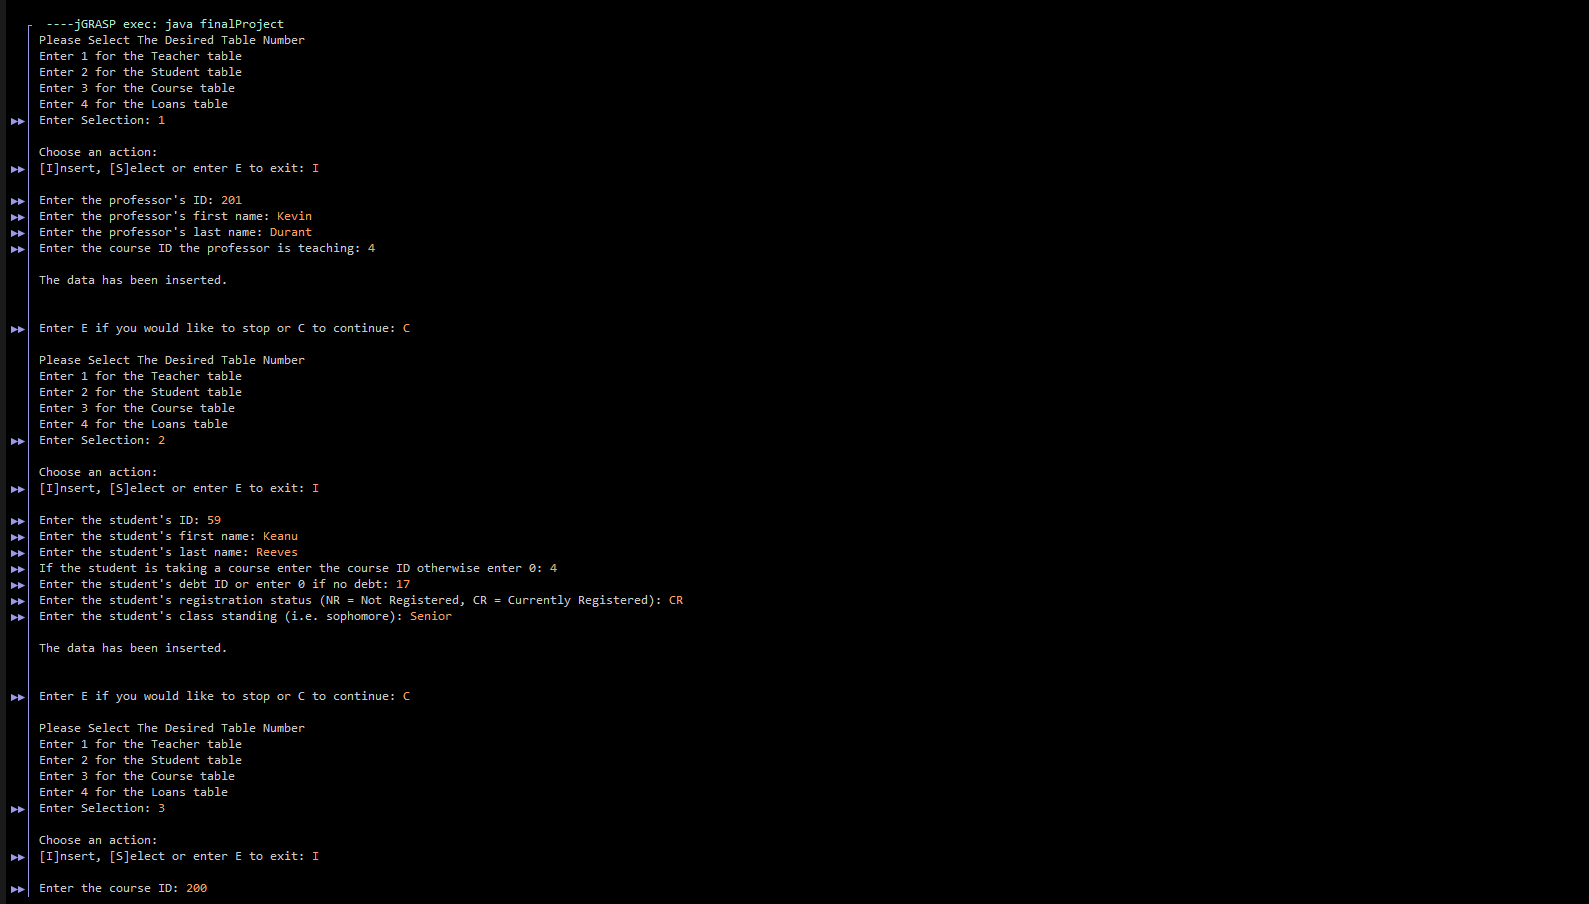 ----jGRASP exec: java finalProject
Please Select The Desired Table Number
Enter 1 for the Teacher table
Enter 2 for the Student table
Enter 3 for the Course table
Enter 4 for the Loans table
Enter Selection: 1
Choose an action:
[I]nsert, [S]elect or enter E to exit: I
Enter the professor's ID: 201
Enter the professor's first name: Kevin
Enter the professor's last name: Durant
Enter the course ID the professor is teaching: 4
The data has been inserted.
Enter E if you would like to stop or C to continue: C
Please Select The Desired Table Number
Enter 1 for the Teacher table
Enter 2 for the Student table
Enter 3 for the Course table
Enter 4 for the Loans table
Enter Selection: 2
Choose an action:
[I]nsert, [S]elect or enter E to exit: I
Enter the student's ID: 59
Enter the student's first name: Keanu
Enter the student's last name: Reeves
If the student is taking a course enter the course ID otherwise enter 0: 4
Enter the student's debt ID or enter 0 if no debt: 17
Enter the student's registration status (NR = Not Registered, CR = Currently Registered): CR
Enter the student's class standing (i.e. sophomore): Senior
The data has been inserted.
Enter E if you would like to stop or C to continue: C
Please Select The Desired Table Number
Enter 1 for the Teacher table
Enter 2 for the Student table
Enter 3 for the Course table
Enter 4 for the Loans table
Enter Selection: 3
Choose an action:
[I]nsert, [S]elect or enter E to exit: I
Enter the course ID: 200